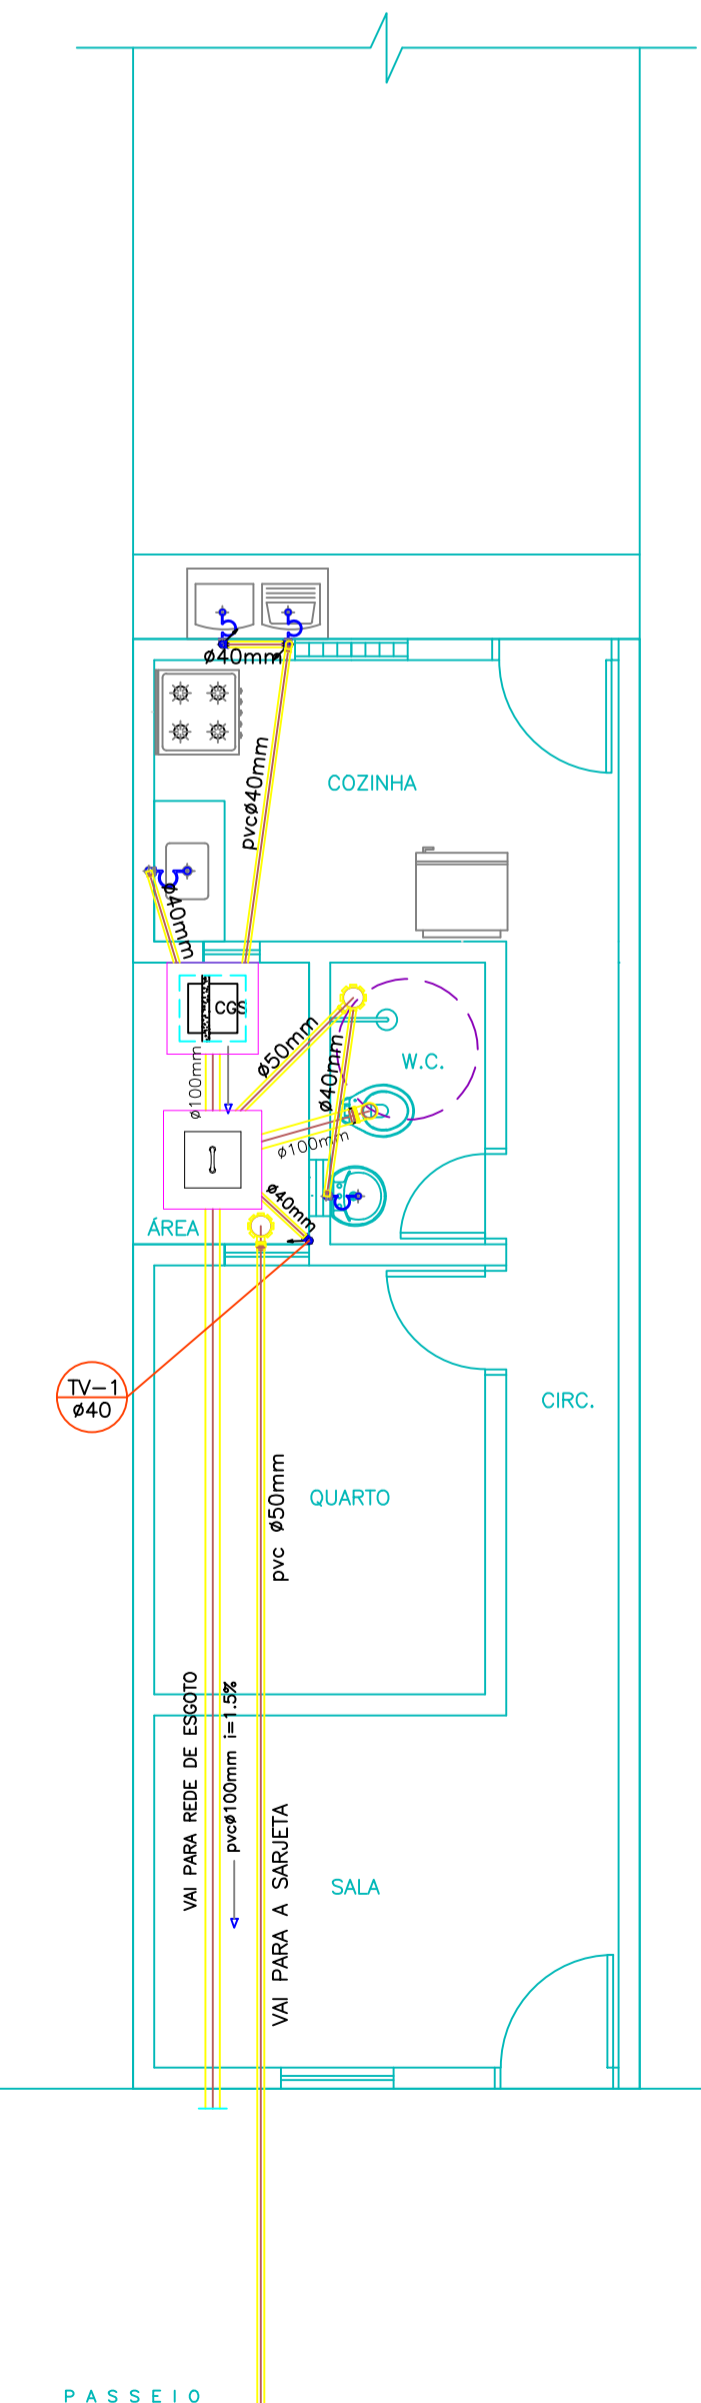 ø40mm
pvcø40mm
COZINHA
ø40mm
CGS
ø50mm
ø100mm
ø40mm
W.C.
ø100mm
ø40mm
ÁREA
TV-1
ø40
CIRC.
pvc ø50mm
QUARTO
VAI PARA REDE DE ESGOTO
pvcø100mm i=1.5%
VAI PARA A SARJETA
SALA
PASSEIO